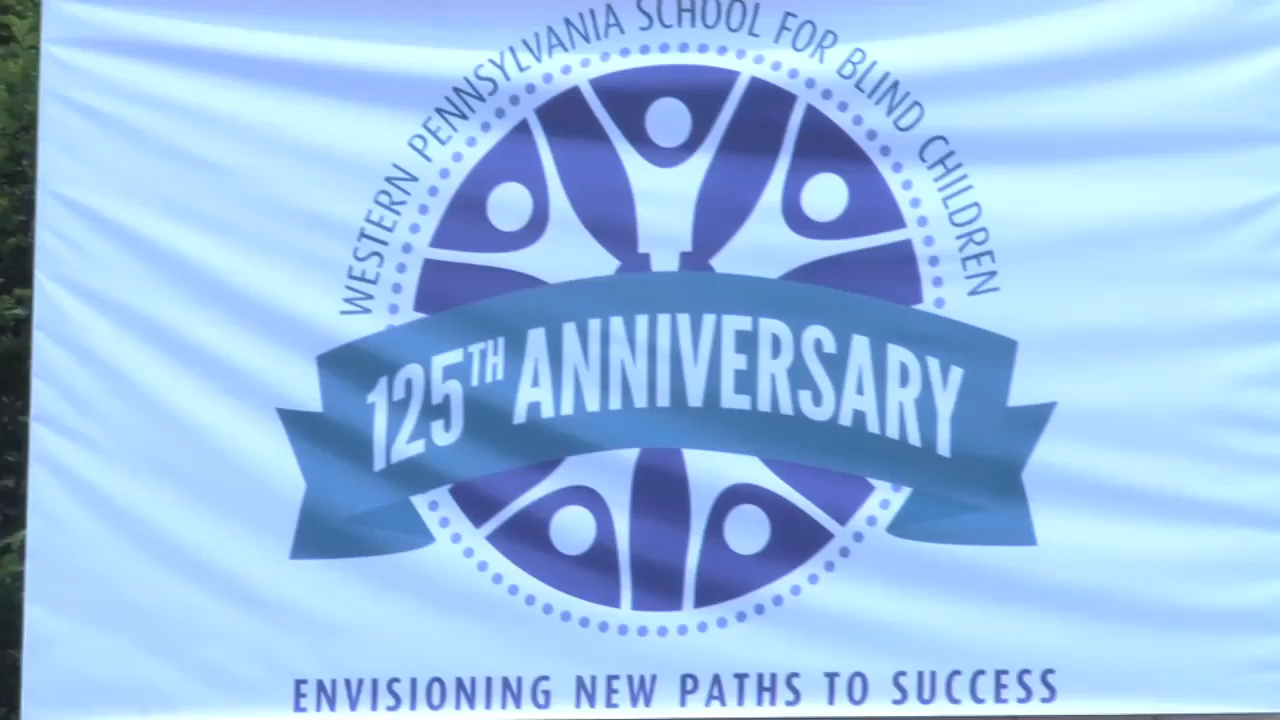 WESTERN PENNSYLVANIA SCHOOL FOR BLIND CHILDREN
125TH ANNIVERSARY
ENVISIONING NEW PATHS TO SUCCESS